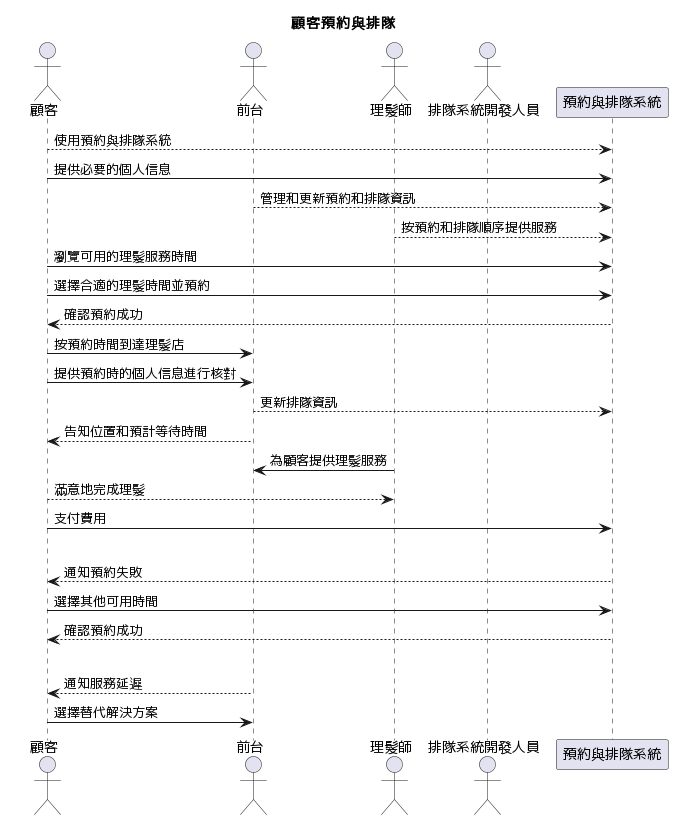 顧客預約與排隊
顧客
前台
理髮師
排隊系統開發人員
預約與排隊系統
使用預約與排隊系統
提供必要的個人信息
管理和更新預約和排隊資訊
按預約和排隊順序提供服務
瀏覽可用的理髮服務時間
選擇合適的理髮時間並預約
確認預約成功
按預約時間到達理髮店
提供預約時的個人信息進行核對
更新排隊資訊
告知位置和預計等待時間
為顧客提供理髮服務
滿意地完成理髮
支付費用
通知預約失敗
選擇其他可用時間
確認預約成功
通知服務延遲
選擇替代解決方案
顧客
前台
理髮師
排隊系統開發人員
預約與排隊系統